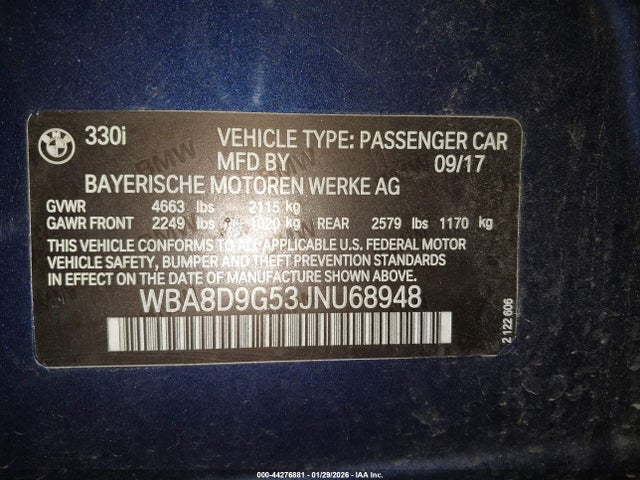 BMW 330i VEHICLE TYPE: PASSENGER CAR
MFD BY 09/17
BAYERISCHE MOTOREN WERKE AG
GVWR 4663 lbs 2115 kg
GAWR FRONT 2249 lbs 1020 kg REAR 2579 lbs 1170 kg
THIS VEHICLE CONFORMS TO ALL APPLICABLE U.S. FEDERAL MOTOR
VEHICLE SAFETY, BUMPER AND THEFT PREVENTION STANDARDS
IN EFFECT ON THE DATE OF MANUFACTURE SHOWN ABOVE.
WBA8D9G53JNU68948
2 122 606
000-44276881 - 01/29/2026 - IAA Inc.